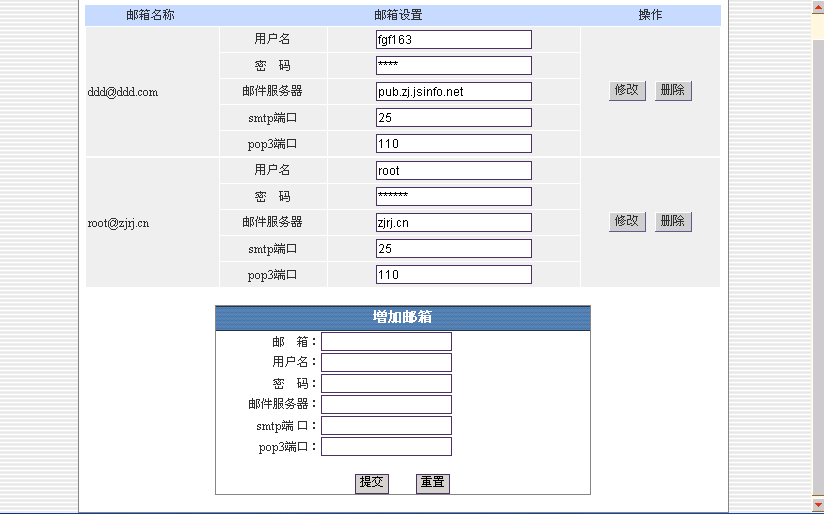 邮箱名称 邮箱设置 操作
用户名 fgf163
密 码 ****
ddd@ddd.com 邮件服务器 pub.zj.jsinfo.net 修改 删除
smtp端口 25
pop3端口 110
用户名 root
密 码 ******
root@zjrj.cn 邮件服务器 zjrj.cn 修改 删除
smtp端口 25
pop3端口 110
增加邮箱
邮 箱：
用户名：
密 码：
邮件服务器：
smtp端 口：
pop3端口：
提交 重置